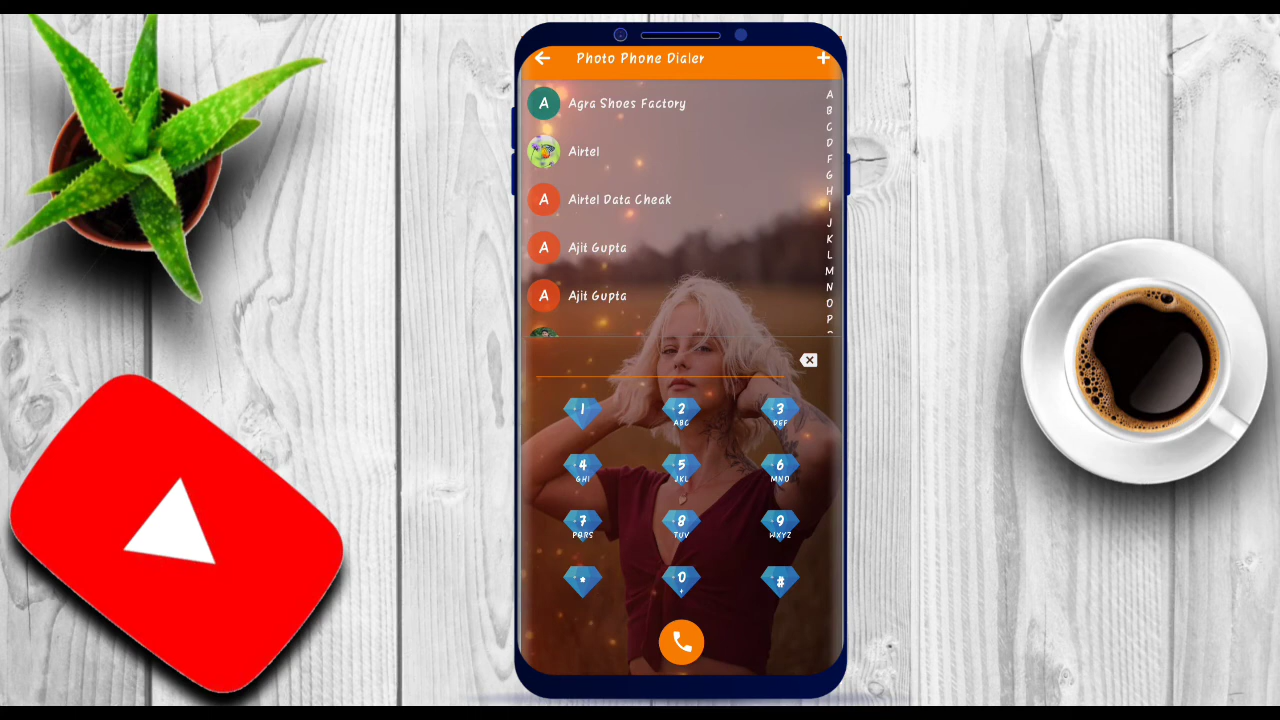 Photo Phone Dialer
A Agra Shoes Factory
Airtel
A Airtel Data Cheak
A Ajit Gupta
A Ajit Gupta
A
B
C
D
F
G
H
I
J
K
L
M
N
O
P
1 2 3
ABC DEF
4 5 6
GHI JKL MNO
7 8 9
PQRS TUV WXYZ
* 0 #
+